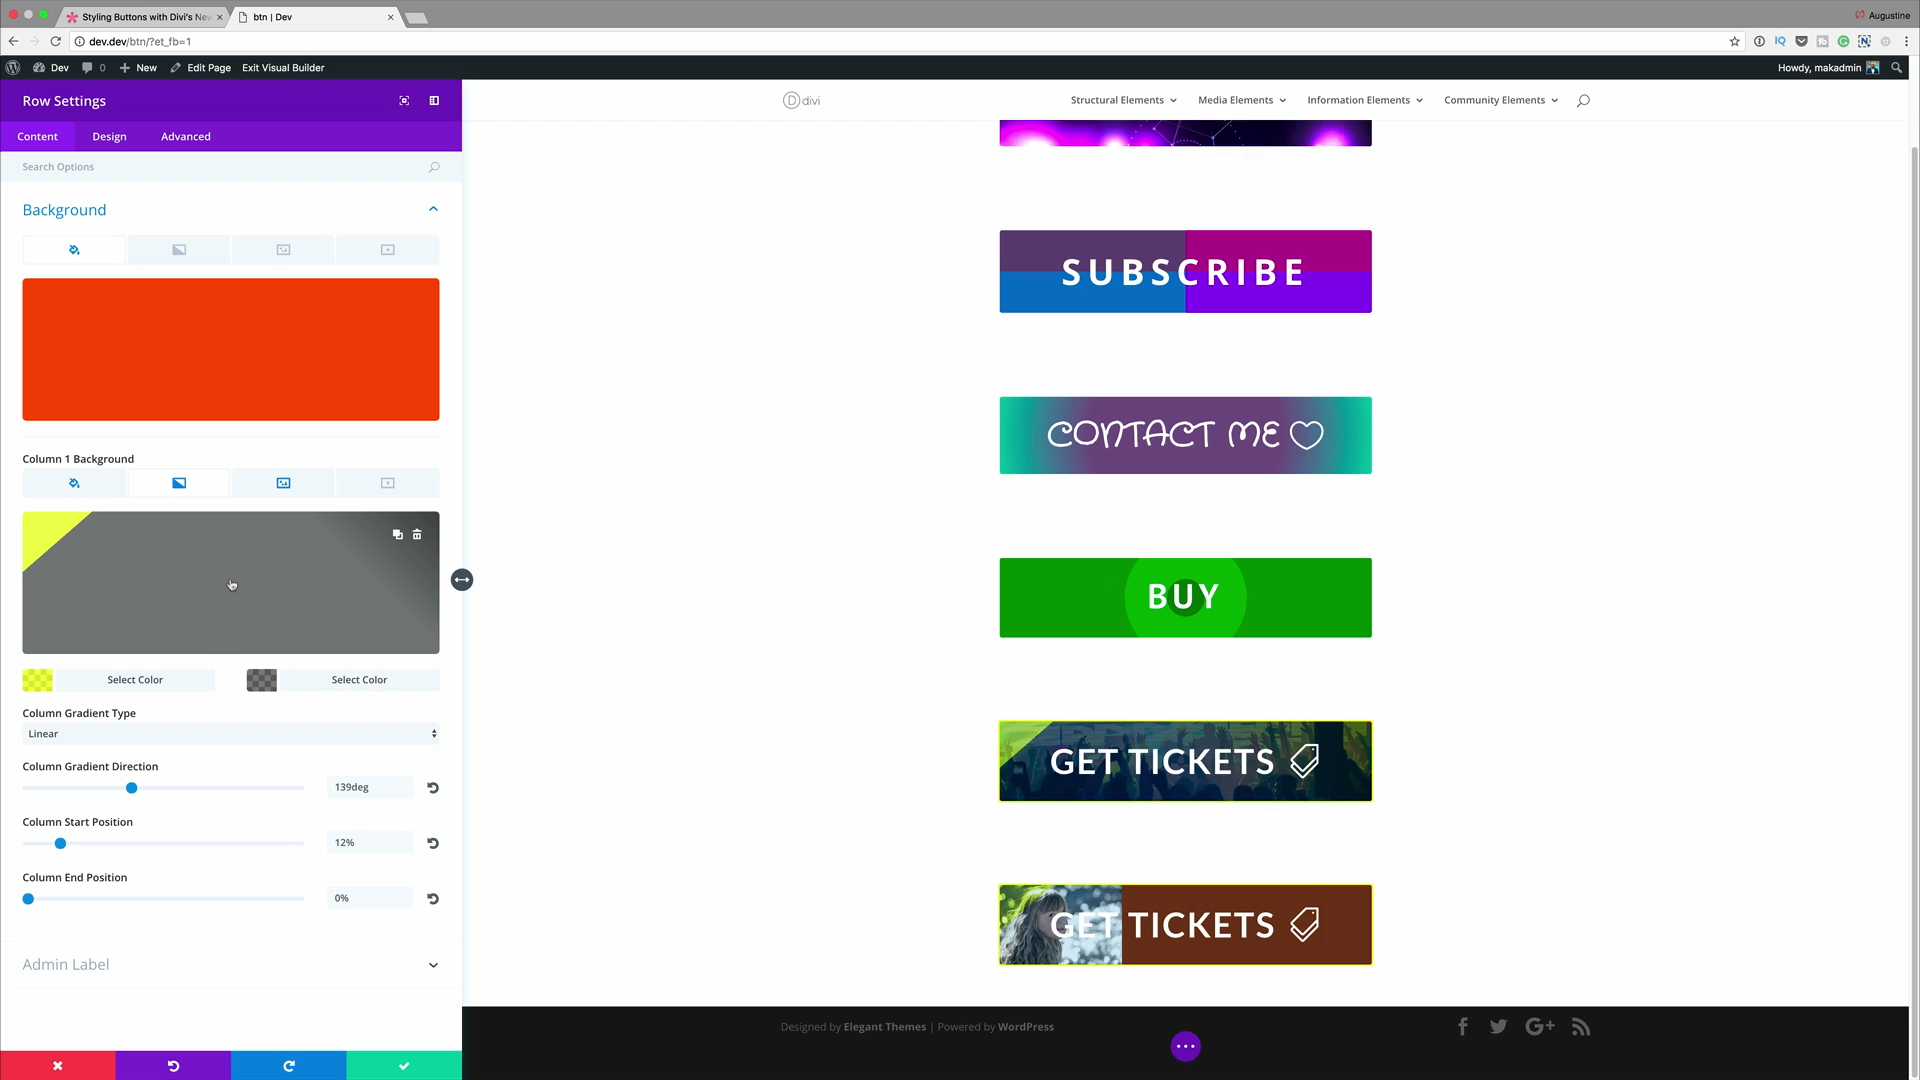 Styling Buttons with Divi's New
btn | Dev
Augustine
dev.dev/btn/?et_fb=1
Dev
0
New
Edit Page
Exit Visual Builder
Howdy, makadmin
Row Settings
Content
Design
Advanced
Search Options
Background
Column 1 Background
Select Color
Select Color
Column Gradient Type
Linear
Column Gradient Direction
139deg
Column Start Position
12%
Column End Position
0%
Admin Label
D divi
Structural Elements
Media Elements
Information Elements
Community Elements
SUBSCRIBE
CONTACT ME
BUY
GET TICKETS
GET TICKETS
Designed by Elegant Themes | Powered by WordPress